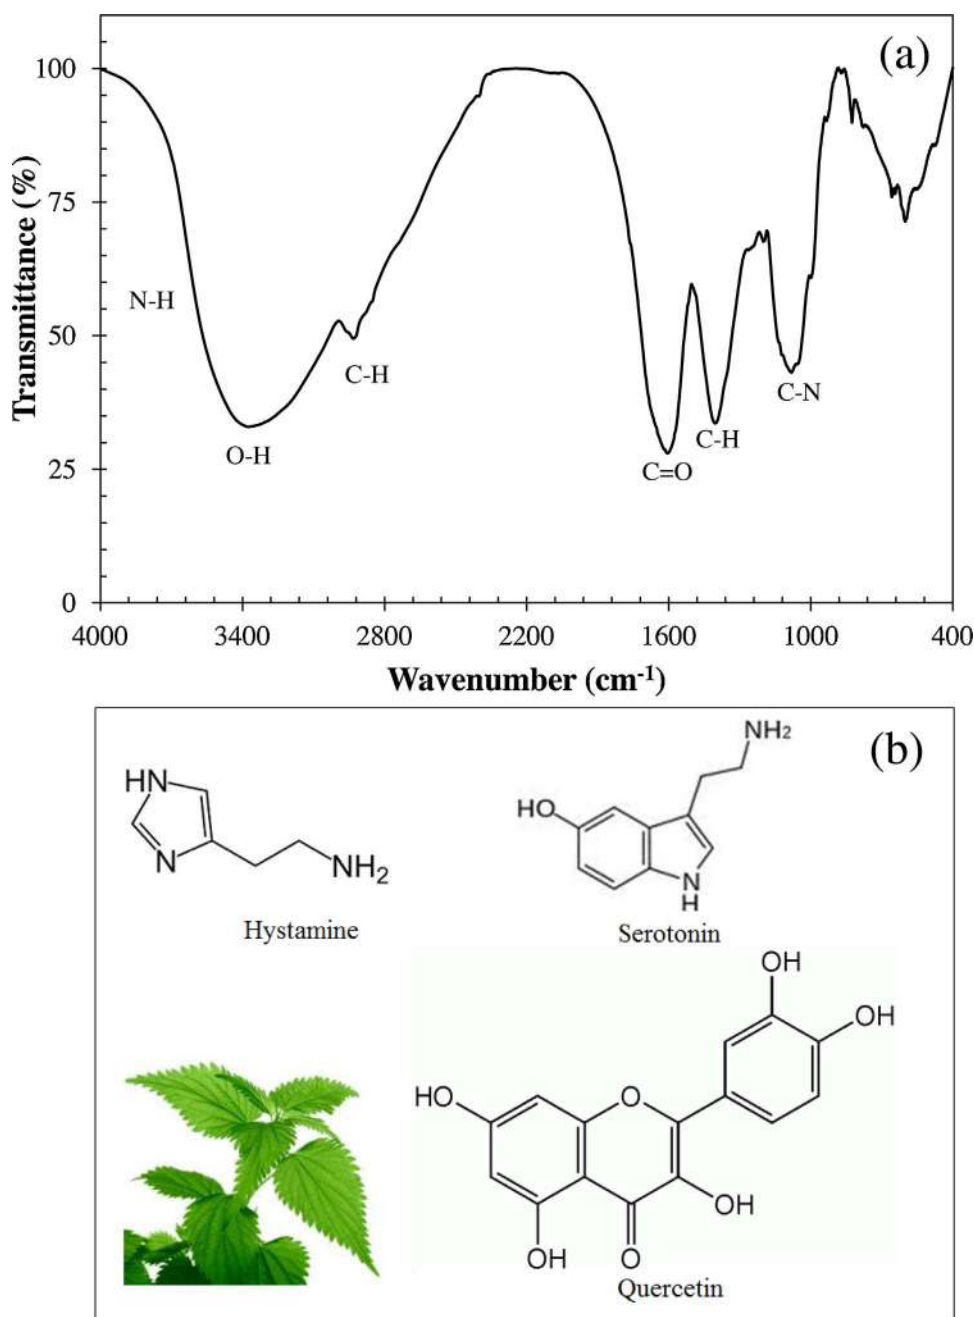 (a)
100
75
50
25
0
Transmittance (%)
N-H
O-H
C-H
C=O
C-H
C-N
4000 3400 2800 2200 1600 1000 400
Wavenumber (cm-1)
(b)
HN
N
NH2
Hystamine
NH2
HO
N
H
Serotonin
OH
OH
HO
O
OH
OH
O
Quercetin